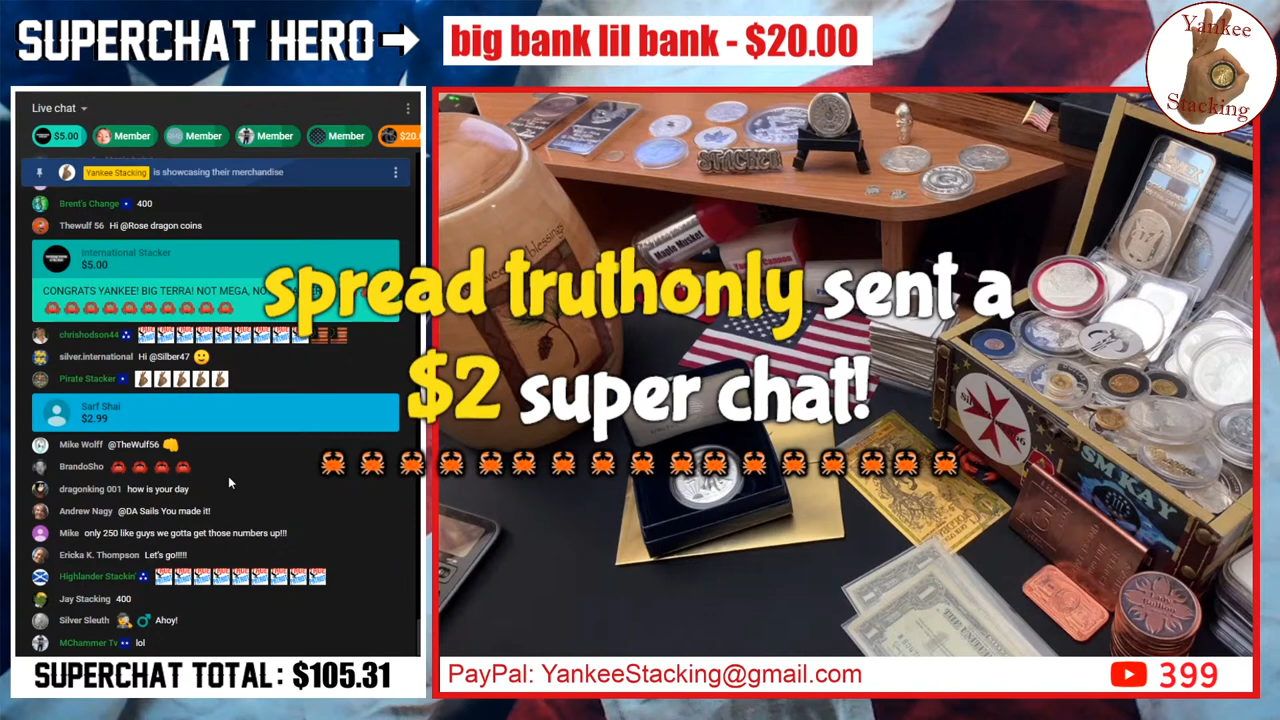 SUPERCHAT HERO
big bank lil bank - $20.00
Yankee
Stacking
Live chat
$5.00 Member Member Member Member $20.
Yankee Stacking is showcasing their merchandise
Brent's Change 400
Thewulf 56 Hi @Rose dragon coins
International Stacker
$5.00
CONGRATS YANKEE! BIG TERRA! NOT MEGA,
chrishodson44
silver.international Hi @Silber47
Pirate Stacker
Sarf Shai
$2.99
Mike Wolff @TheWulf56
BrandoSho
dragonking 001 how is your day
Andrew Nagy @DA Sails You made it!
Mike only 250 like guys we gotta get those numbers up!!!
Ericka K. Thompson Let's go!!!!!
Highlander Stackin'
Jay Stacking 400
Silver Sleuth Ahoy!
MChammer Tv lol
spread truthonly sent a
$2 super chat!
STACKER
Maple Musket
SMKAY
SUPERCHAT TOTAL: $105.31
PayPal: YankeeStacking@gmail.com
399